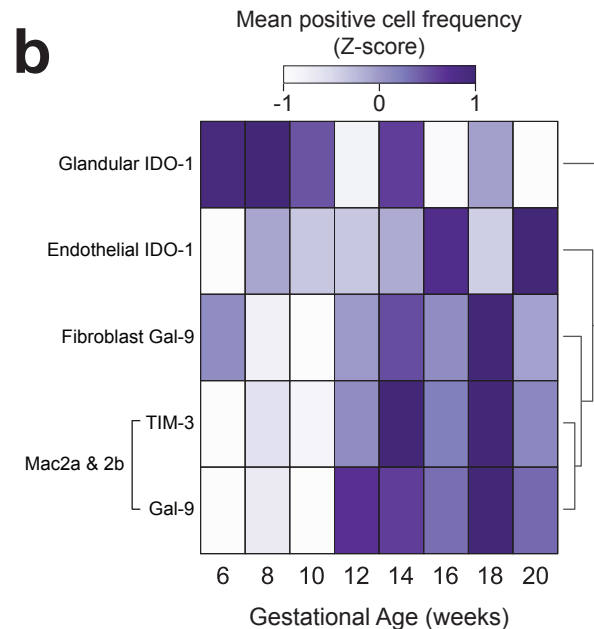 b
Mean positive cell frequency
(Z-score)
-1 0 1
Glandular IDO-1
Endothelial IDO-1
Fibroblast Gal-9
TIM-3
Mac2a & 2b
Gal-9
6 8 10 12 14 16 18 20
Gestational Age (weeks)